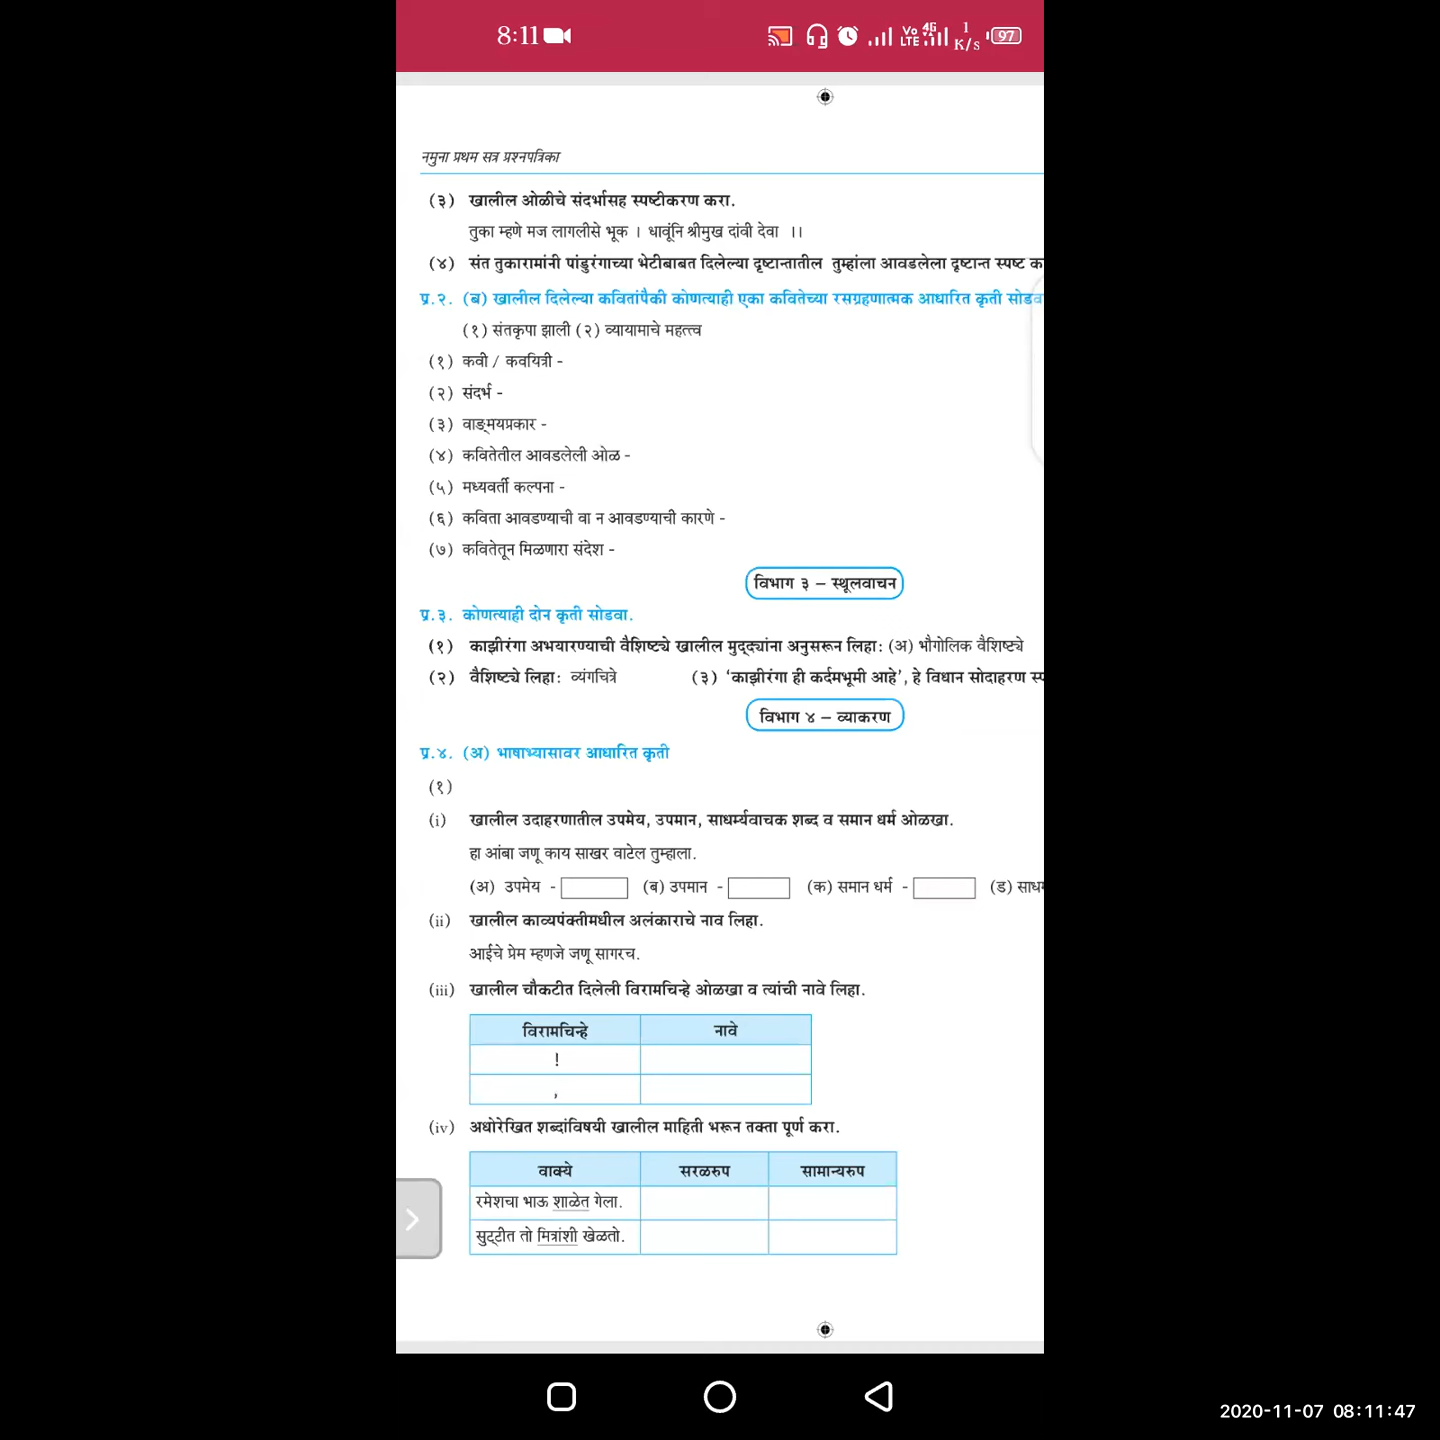 8:11
Vo LTE 4G 1 K/s 97
नमुना प्रथम सत्र प्रश्नपत्रिका
(३) खालील ओळीचे संदर्भासह स्पष्टीकरण करा.
तुका म्हणे मज लागलीसे भूक । धावूंनि श्रीमुख दांवी देवा ।।
(४) संत तुकारामांनी पांडुरंगाच्या भेटीबाबत दिलेल्या दृष्टान्तातील तुम्हांला आवडलेला दृष्टान्त स्पष्ट क
प्र.२. (ब) खालील दिलेल्या कवितांपैकी कोणत्याही एका कवितेच्या रसग्रहणात्मक आधारित कृती सोडवा
(१) संतकृपा झाली (२) व्यायामाचे महत्त्व
(१) कवी / कवयित्री -
(२) संदर्भ -
(३) वाङ्मयप्रकार -
(४) कवितेतील आवडलेली ओळ -
(५) मध्यवर्ती कल्पना -
(६) कविता आवडण्याची वा न आवडण्याची कारणे -
(७) कवितेतून मिळणारा संदेश -
विभाग ३ – स्थूलवाचन
प्र.३. कोणत्याही दोन कृती सोडवा.
(१) काझीरंगा अभयारण्याची वैशिष्ट्ये खालील मुद्द्यांना अनुसरून लिहा: (अ) भौगोलिक वैशिष्ट्ये
(२) वैशिष्ट्ये लिहा: व्यंगचित्रे (३) ‘काझीरंगा ही कर्दमभूमी आहे’, हे विधान सोदाहरण स्प
विभाग ४ – व्याकरण
प्र.४. (अ) भाषाभ्यासावर आधारित कृती
(१)
(i) खालील उदाहरणातील उपमेय, उपमान, साधर्म्यवाचक शब्द व समान धर्म ओळखा.
हा आंबा जणू काय साखर वाटेल तुम्हाला.
(अ) उपमेय - (ब) उपमान - (क) समान धर्म - (ड) साधम
(ii) खालील काव्यपंक्तीमधील अलंकाराचे नाव लिहा.
आईचे प्रेम म्हणजे जणू सागरच.
(iii) खालील चौकटीत दिलेली विरामचिन्हे ओळखा व त्यांची नावे लिहा.
विरामचिन्हे नावे
!
,
(iv) अधोरेखित शब्दांविषयी खालील माहिती भरून तक्ता पूर्ण करा.
वाक्ये सरळरुप सामान्यरुप
रमेशचा भाऊ शाळेत गेला.
सुट्टीत तो मित्रांशी खेळतो.
2020-11-07 08:11:47